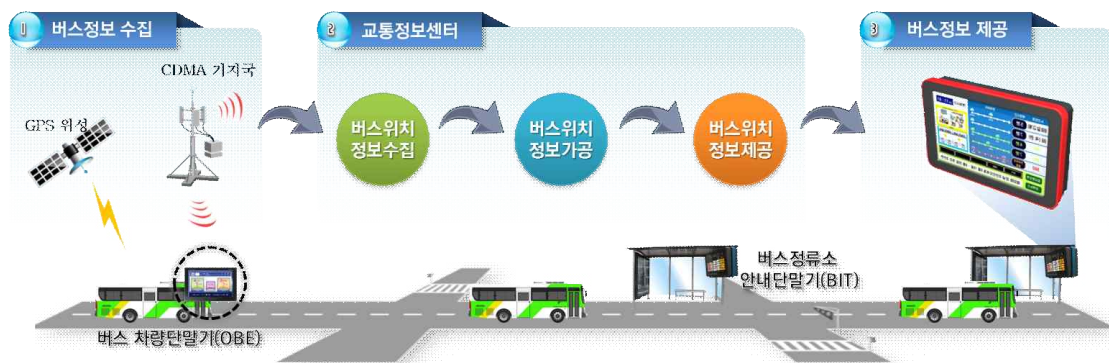 1 버스정보 수집
2 교통정보센터
3 버스정보 제공
CDMA 기지국
GPS 위성
버스위치
정보수집
버스위치
정보가공
버스위치
정보제공
버스정류소
안내단말기(BIT)
버스 차량단말기(OBE)